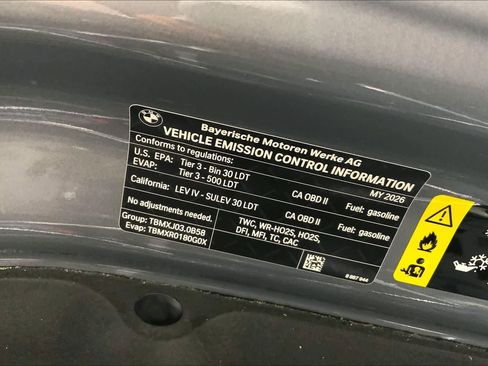 BMW
Bayerische Motoren Werke AG
VEHICLE EMISSION CONTROL INFORMATION
Conforms to regulations:
MY 2026
U.S. EPA: Tier 3 - Bin 30 LDT CA OBD II Fuel: gasoline
EVAP: Tier 3 - 500 LDT
California: LEV IV - SULEV 30 LDT CA OBD II Fuel: gasoline
No adjustments needed.
Group: TBMXJ03.0B58
Evap: TBMXR0180G0X
TWC, WR-HO2S, HO2S,
DFI, MFI, TC, CAC